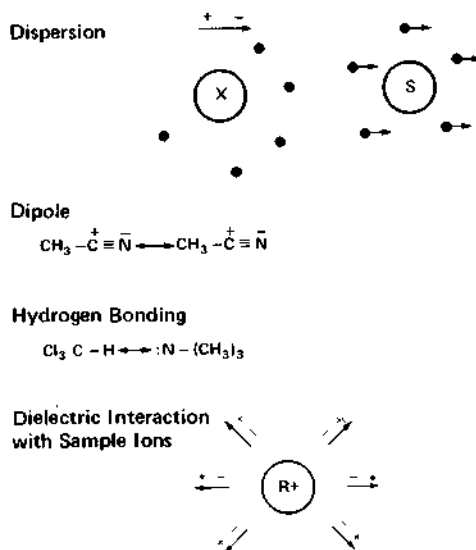 Dispersion
+ −
X
S
Dipole
CH₃ –C⁺≡N̄ ⟷ CH₃ –C⁺≡N̄
Hydrogen Bonding
Cl₃ C – H ⟷ :N – (CH₃)₃
Dielectric Interaction
with Sample Ions
+ − − +
+ − R+ − +
+ − − +